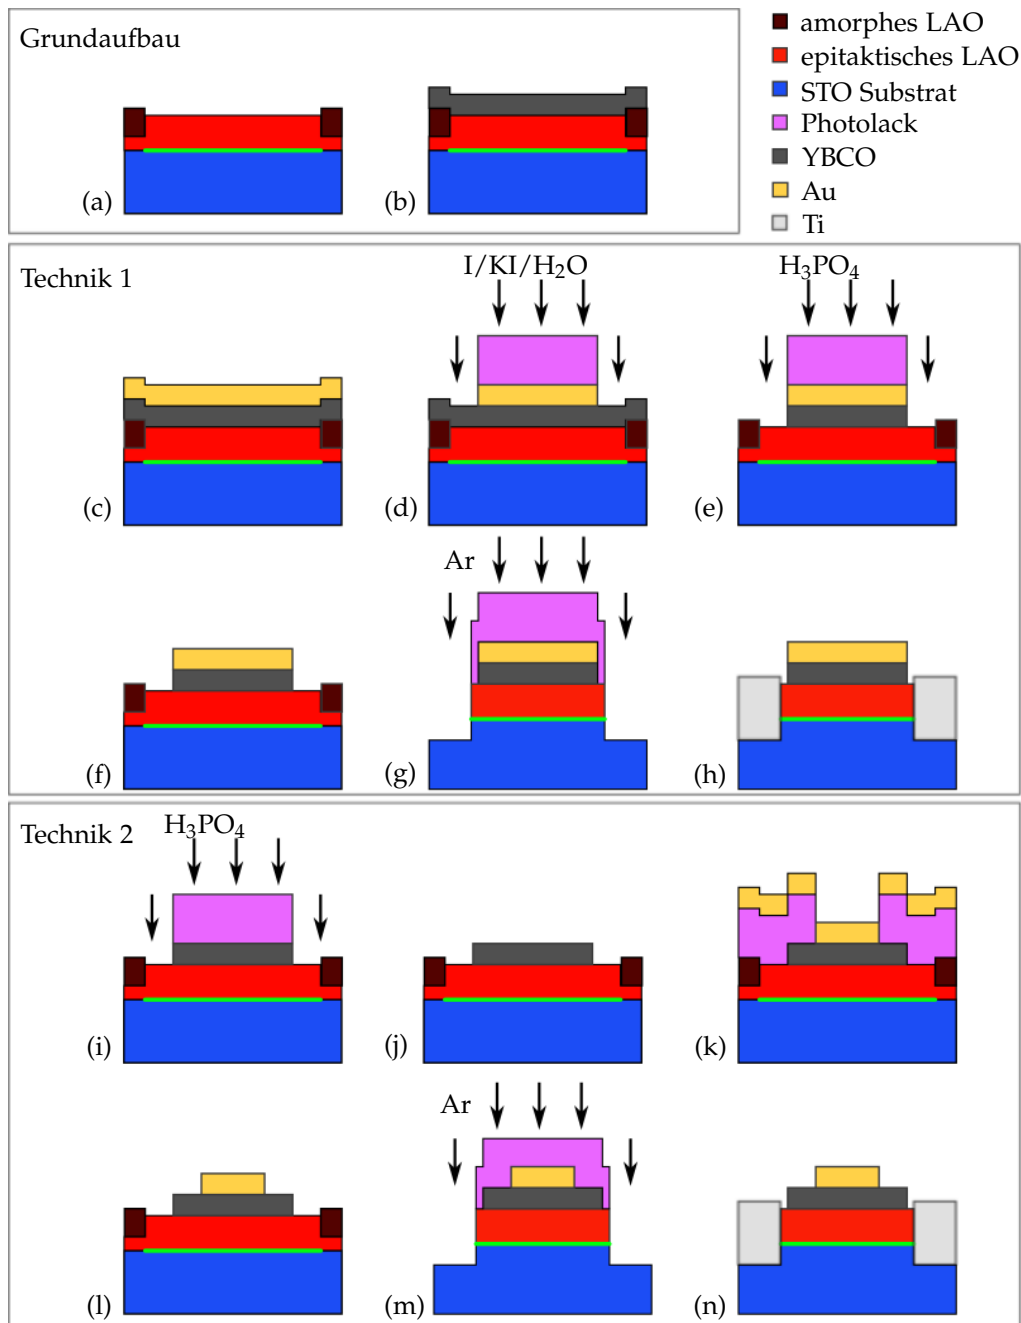 Grundaufbau
(a)
(b)
amorphes LAO
epitaktisches LAO
STO Substrat
Photolack
YBCO
Au
Ti
Technik 1
I/KI/H₂O
H₃PO₄
(c)
(d)
(e)
Ar
(f)
(g)
(h)
Technik 2
H₃PO₄
(i)
(j)
(k)
Ar
(l)
(m)
(n)